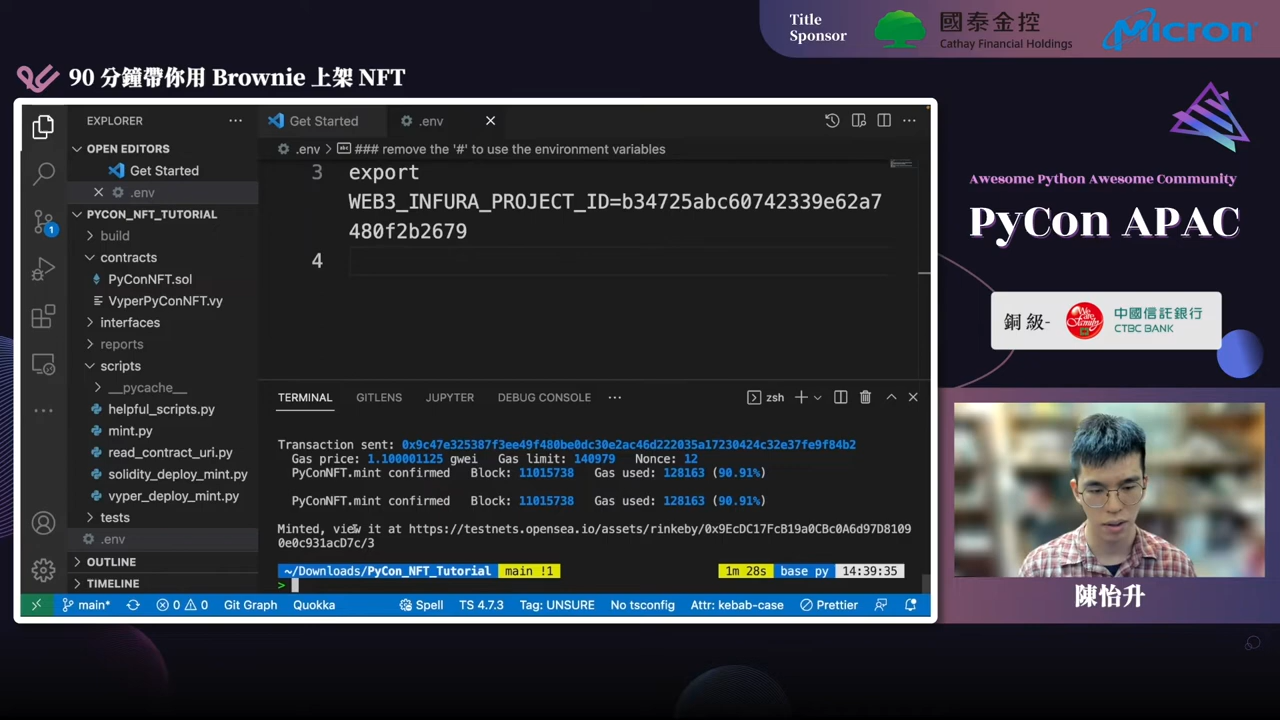 Title
Sponsor
國泰金控
Cathay Financial Holdings
Micron
90 分鐘帶你用 Brownie 上架 NFT
EXPLORER
Get Started
.env
OPEN EDITORS
Get Started
.env
PYCON_NFT_TUTORIAL
build
contracts
PyConNFT.sol
VyperPyConNFT.vy
interfaces
reports
scripts
__pycache__
helpful_scripts.py
mint.py
read_contract_uri.py
solidity_deploy_mint.py
vyper_deploy_mint.py
tests
.env
OUTLINE
TIMELINE
1
.env > ### remove the '#' to use the environment variables
3 export
WEB3_INFURA_PROJECT_ID=b34725abc60742339e62a7
480f2b2679
4
TERMINAL GITLENS JUPYTER DEBUG CONSOLE
zsh
Transaction sent: 0x9c47e325387f3ee49f480be0dc30e2ac46d222035a17230424c32e37fe9f84b2
Gas price: 1.100001125 gwei Gas limit: 140979 Nonce: 12
PyConNFT.mint confirmed Block: 11015738 Gas used: 128163 (90.91%)
PyConNFT.mint confirmed Block: 11015738 Gas used: 128163 (90.91%)
Minted, view it at https://testnets.opensea.io/assets/rinkeby/0x9EcDC17FcB19a0CBc0A6d97D8109
0e0c931acD7c/3
~/Downloads/PyCon_NFT_Tutorial main !1 1m 28s base py 14:39:35
>
main* 0 0 Git Graph Quokka Spell TS 4.7.3 Tag: UNSURE No tsconfig Attr: kebab-case Prettier
Awesome Python Awesome Community
PyCon APAC
銅級-
We are family
中國信託銀行
CTBC BANK
陳怡升